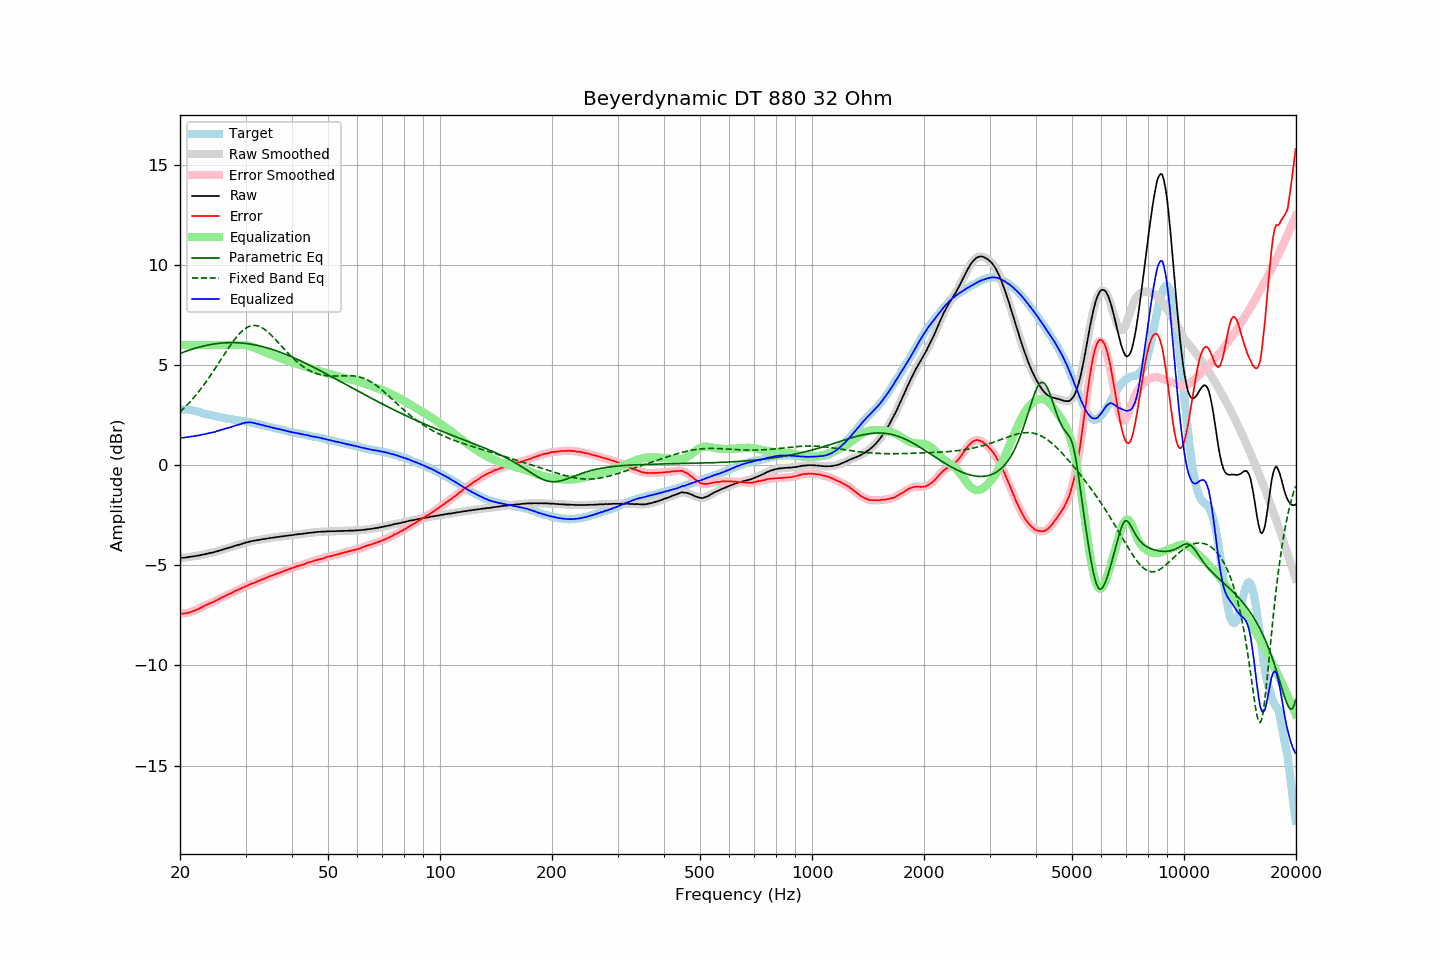 Beyerdynamic DT 880 32 Ohm
Target
Raw Smoothed
Error Smoothed
Raw
Error
Equalization
Parametric Eq
Fixed Band Eq
Equalized
Amplitude (dBr)
15
10
5
0
−5
−10
−15
20 50 100 200 500 1000 2000 5000 10000 20000
Frequency (Hz)